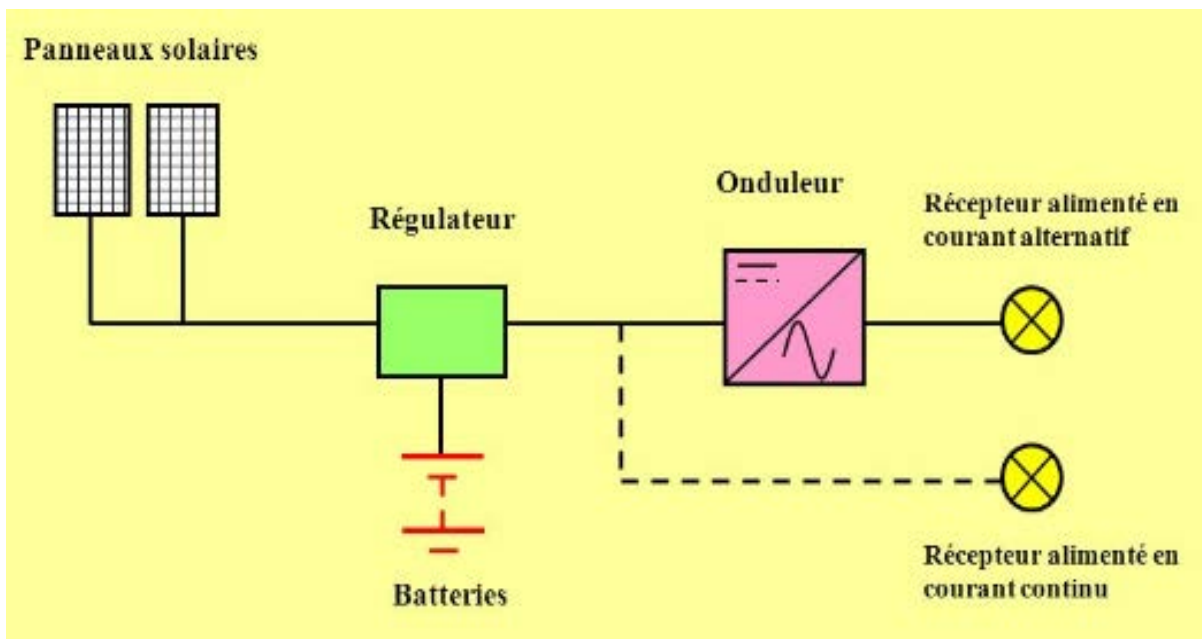 Panneaux solaires
Onduleur
Régulateur
Récepteur alimenté en
courant alternatif
Batteries
Récepteur alimenté en
courant continu